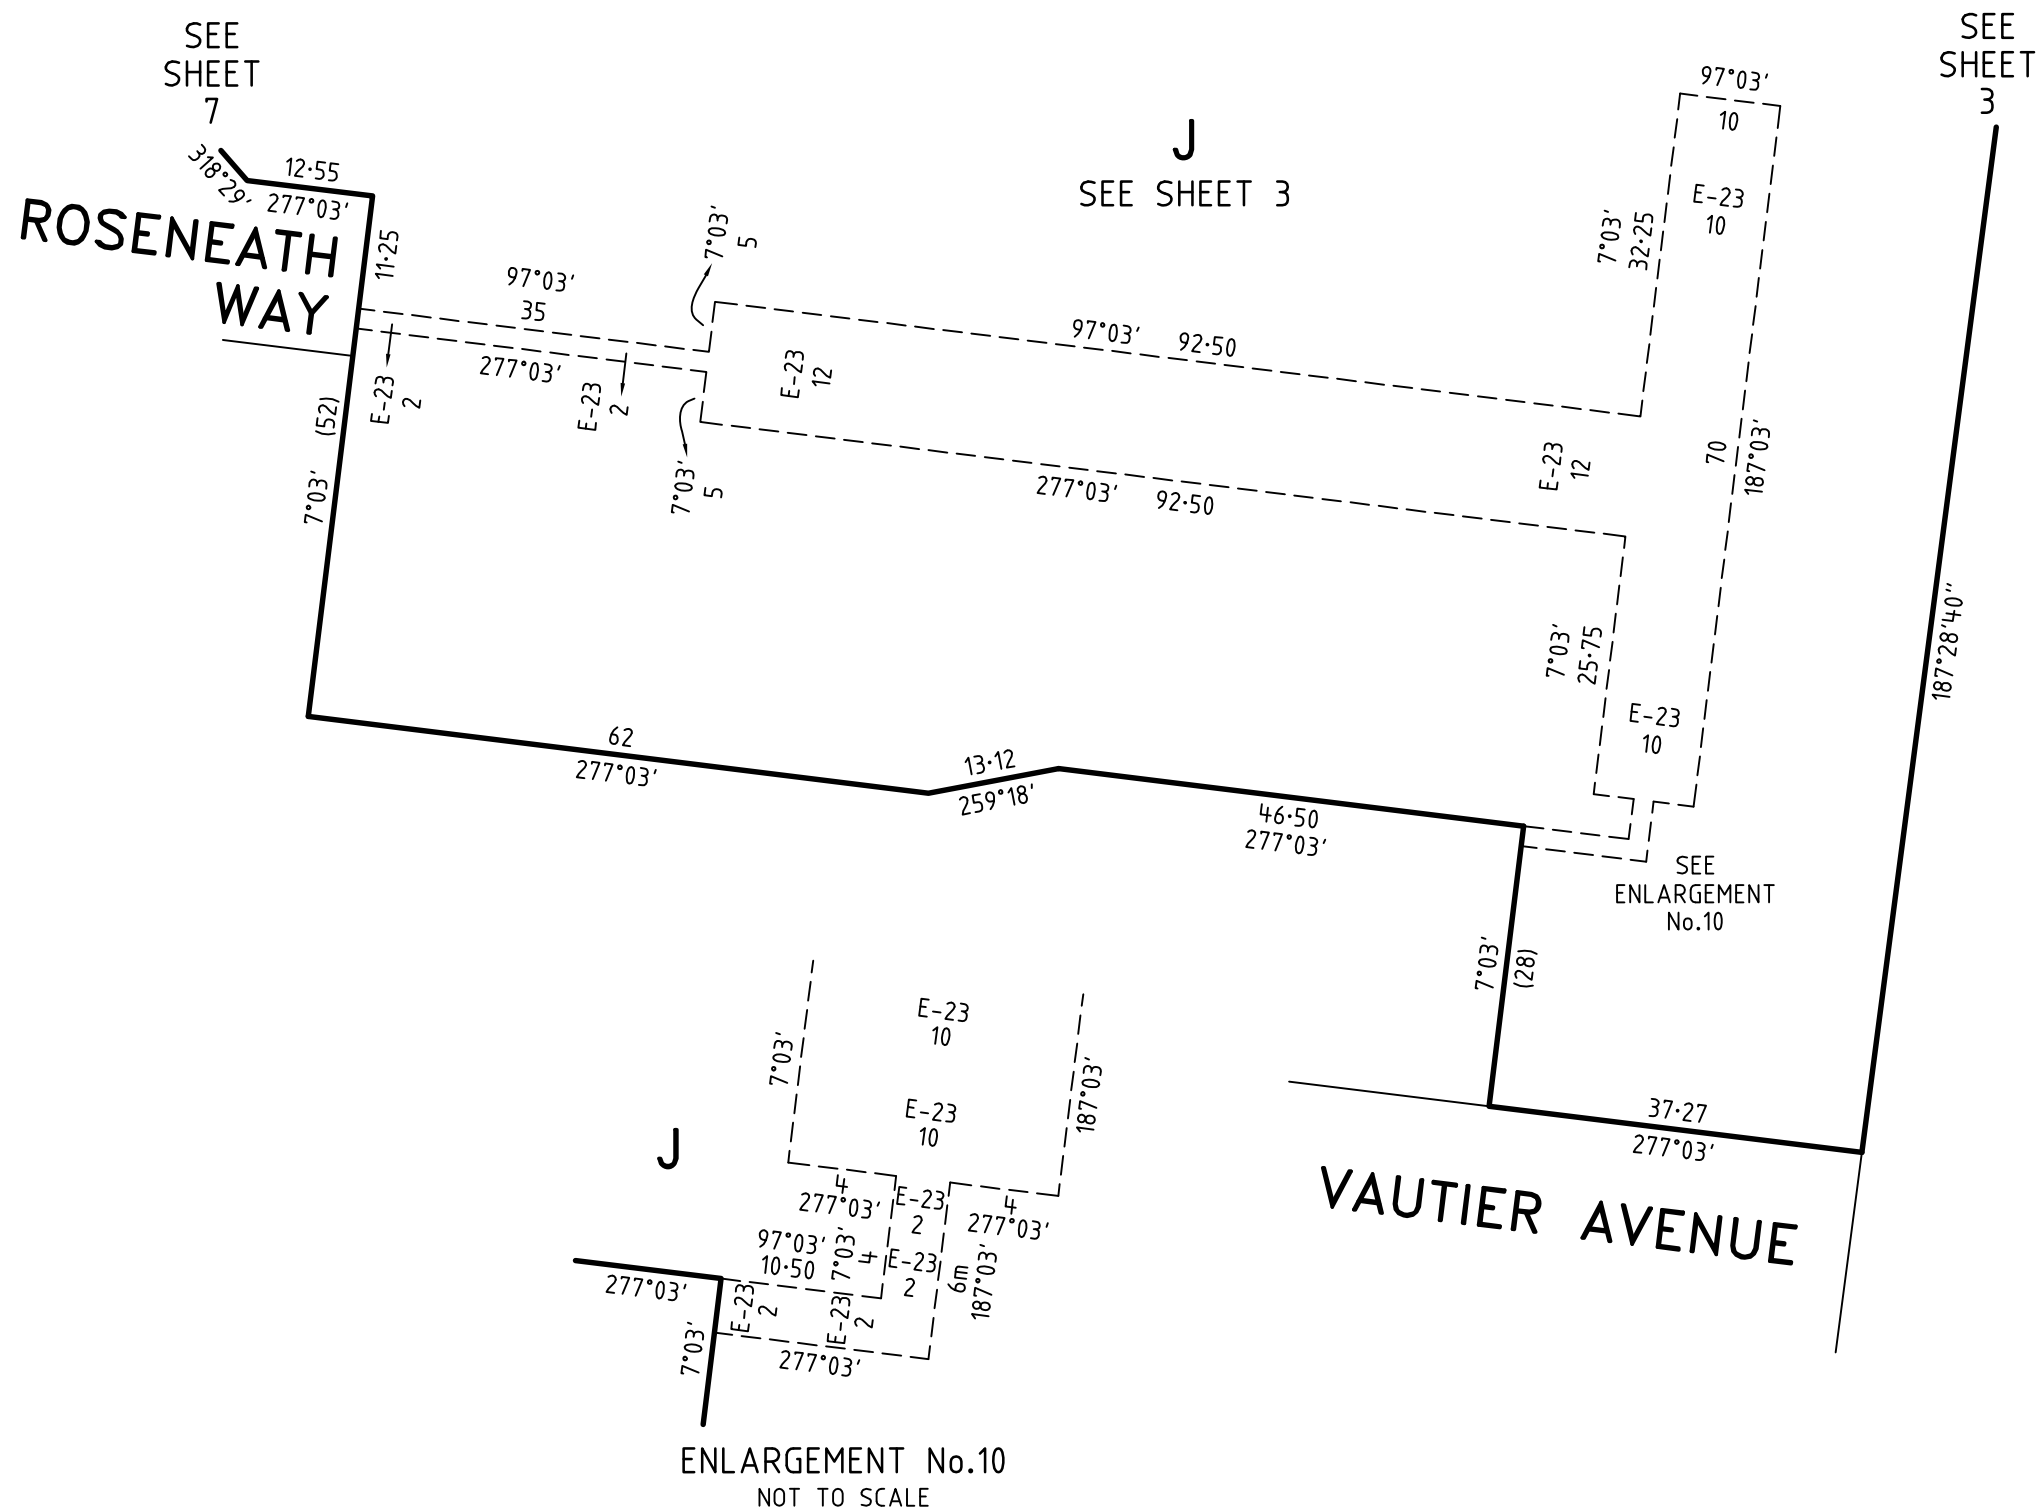 SEE
SHEET
7
SEE
SHEET
3
97°03'
10
J
SEE SHEET 3
318°29'
12·55
277°03'
ROSENEATH
WAY
11·25
E-23
10
7°03'
32·25
7°03'
5
97°03'
35
277°03'
E-23
2
E-23
2
97°03' 92·50
E-23
12
(52)
7°03'
7°03'
5
277°03' 92·50
E-23
12
70
187°03'
7°03'
25·75
187°28'40"
E-23
10
62
277°03'
13·12
259°18'
46·50
277°03'
SEE
ENLARGEMENT
No.10
7°03'
(28)
37·27
277°03'
VAUTIER AVENUE
E-23
10
7°03'
187°03'
E-23
10
J
4
277°03'
E-23
2
4
277°03'
97°03'
10·50
7°03'
4
E-23
2
6m
187°03'
277°03'
E-23
2
E-23
2
7°03'
277°03'
ENLARGEMENT No.10
NOT TO SCALE